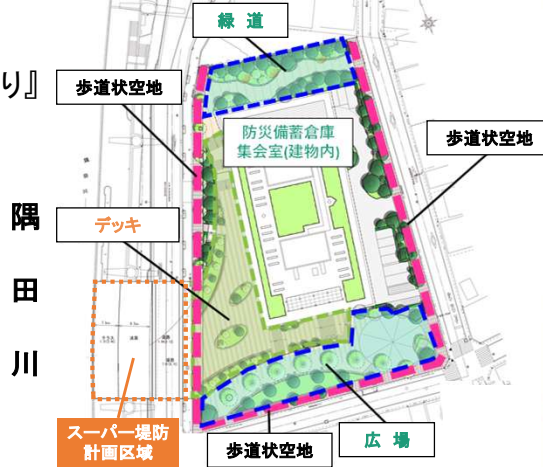 緑 道
り』
歩道状空地
防災備蓄倉庫
集会室(建物内)
歩道状空地
隅
田
川
デッキ
スーパー堤防
計画区域
歩道状空地
広 場